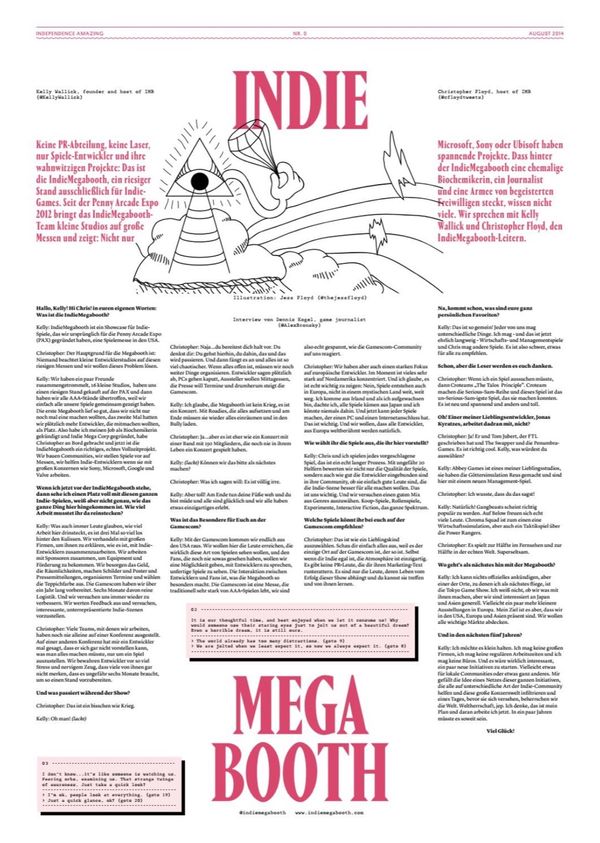 INDEPENDENCE AMAZING
NR. 0
AUGUST 2014
INDIE
Kelly Wallick, founder and host of IMB
(@KellyWallick)
Christopher Floyd, host of IMB
(@cfloydtweets)
Keine PR-Abteilung, keine Laser,
nur Spiele-Entwickler und ihre
wahnwitzigen Projekte: Das ist
die Indiemegabooth, ein riesiger
Stand ausschließlich für Indie-
Games. Seit der Penny Arcade Expo
2012 bringt das IndieMegabooth-
Team kleine Studios auf große
Messen und zeigt: Nicht nur
Microsoft, Sony oder Ubisoft haben
spannende Projekte. Dass hinter
der IndieMegabooth eine ehemalige
Biochemikerin, ein Journalist
und eine Armee von begeisterten
Freiwilligen steckt, wissen nicht
viele. Wir sprechen mit Kelly
Wallick und Christopher Floyd, den
IndieMegabooth-Leitern.
Illustration: Jess Floyd (@thejessfloyd)
Interview von Dennis Kogel, game journalist
(@AlexBrousky)
Hallo, Kelly! Hi Chris! In euren eigenen Worten:
Was ist die IndieMegabooth?
Kelly: IndieMegabooth ist ein Showcase für Indie-
Spiele, das wir ursprünglich für die Penny Arcade Expo
(PAX) gegründet haben, eine Spielemesse in den USA.
Christopher: Der Hauptgrund für die Megabooth ist:
Niemand beachtet kleine Entwicklerstudios auf diesen
riesigen Messen und wir wollen dieses Problem lösen.
Kelly: Wir haben ein paar Freunde
zusammengetrommelt, 16 kleine Studios, haben uns
einen riesigen Stand gekauft auf der PAX und dann
haben wir alle AAA-Stände übertroffen, weil wir
einfach alle unsere Spiele gemeinsam gezeigt haben.
Die erste Megabooth lief so gut, dass wir nicht nur
noch mal eine machen wollten, das zweite Mal hatten
wir plötzlich mehr Entwickler, die mitmachen wollten,
als Platz. Also habe ich meinen Job als Biochemikerin
gekündigt und Indie Mega Corp gegründet, habe
Christopher an Bord gebracht und jetzt ist die
IndieMegabooth ein richtiges, echtes Vollzeitprojekt.
Wir bauen Communities, wir stellen Spiele vor auf
Messen, wir helfen Indie-Entwicklern wenn sie mit
großen Konzernen wie Sony, Microsoft, Google und
Valve arbeiten.
Wenn ich jetzt vor der IndieMegabooth stehe,
dann sehe ich einen Platz voll mit diesen ganzen
Indie-Spielen, weiß aber nicht genau, wie das
ganze Ding hier hingekommen ist. Wie viel
Arbeit musstet ihr da reinstecken?
Kelly: Was auch immer Leute glauben, wie viel
Arbeit hier drinsteckt, es ist drei Mal so viel los
hinter den Kulissen. Wir verhandeln mit großen
Firmen, um ihnen zu erklären, wie es ist, mit Indie-
Entwicklern zusammenzuarbeiten. Wir arbeiten
mit Sponsoren zusammen, um Equipment und
Förderung zu bekommen. Wir besorgen das Geld,
die Räumlichkeiten, machen Schilder und Poster und
Pressemitteilungen, organisieren Termine und wählen
die Teppichfarbe aus. Die Gamescom haben wir über
ein Jahr lang vorbereitet. Sechs Monate davon reine
Logistik. Und wir versuchen uns immer wieder zu
verbessern. Wir werten Feedback aus und versuchen,
interessante, unterrepräsentierte Indie-Szenen
vorzustellen.
Christopher: Viele Teams, mit denen wir arbeiten,
haben noch nie alleine auf einer Konferenz ausgestellt.
Auf einer anderen Konferenz hat mir ein Entwickler
mal gesagt, dass er sich gar nicht vorstellen kann,
was man alles machen müsste, nur um ein Spiel
auszustellen. Wir bewahren Entwickler vor so viel
Stress und nervigem Zeug, dass viele von ihnen gar
nicht merken, dass es ungefähr sechs Monate braucht,
um so einen Stand vorzubereiten.
Und was passiert während der Show?
Christopher: Das ist ein bisschen wie Krieg.
Kelly: Oh man! (lacht)
Christopher: Naja...du bereitest dich halt vor. Du
denkst dir: Du gehst hierhin, du dahin, das und das
wird passieren. Und dann fängt es an und alles ist so
viel chaotischer. Wenn alles offen ist, müssen wir noch
weiter Dinge organisieren. Entwickler sagen plötzlich
ab, PCs gehen kaputt, Aussteller wollen Mittagessen,
die Presse will Termine und drumherum steigt die
Gamescom.
Kelly: Ich glaube, die Megabooth ist kein Krieg, es ist
ein Konzert. Mit Roadies, die alles aufsetzen und am
Ende müssen sie wieder alles einräumen und in den
Bully laden.
Christopher: Ja...aber es ist eher wie ein Konzert mit
einer Band mit 150 Mitgliedern, die noch nie in ihrem
Leben ein Konzert gespielt haben.
Kelly: (lacht) Können wir das bitte als nächstes
machen?
Christopher: Was ich sagen will: Es ist völlig irre.
Kelly: Aber toll! Am Ende tun deine Füße weh und du
bist müde und alle sind glücklich und wir alle haben
etwas einzigartiges erlebt.
Was ist das Besondere für Euch an der
Gamescom?
Kelly: Mit der Gamescom kommen wir endlich aus
den USA raus. Wir wollen hier die Leute erreichen, die
wirklich diese Art von Spielen sehen wollen, und den
Fans, die noch nie sowas gesehen haben, wollen wir
eine Möglichkeit geben, mit Entwicklern zu sprechen,
und richtige Spiele zu sehen. Die Interaktion zwischen
Entwicklern und Fans ist, was die Megabooth so
besonders macht. Die Gamescom ist eine Messe, die
traditionell sehr stark von AAA-Spielen lebt, wir sind
also echt gespannt, wie die Gamescom-Community
auf uns reagiert.
Christopher: Wir haben aber auch einen starken Fokus
auf europäische Entwickler. Im Moment ist vieles sehr
stark auf Nordamerika konzentriert. Und ich glaube, es
ist echt wichtig zu zeigen: Nein, Spiele entstehen auch
in Europa, nicht in einem mystischen Land weit, weit
weg. Ich komme aus Irland und als ich aufgewachsen
bin, dachte ich, alle Spiele kämen aus Japan und ich
könnte niemals dahin. Und jetzt kann jeder Spiele
machen, der einen PC und einen Internetanschluss hat.
Das ist wichtig. Und wir wollen, dass alle Entwickler,
aus Europa weltberühmt werden natürlich.
Wie wählt ihr die Spiele aus, die ihr hier vorstellt?
Kelly: Chris und ich spielen jedes vorgeschlagene
Spiel, das ist ein echt langer Prozess. Mit ungefähr 10
Helfern bewerten wir nicht nur die Qualität der Spiele,
sondern auch wie gut die Entwickler eingebunden sind
in ihre Community, ob sie einfach gute Leute sind, die
die Indie-Szene besser für alle machen wollen. Das
ist uns wichtig. Und wir versuchen einen guten Mix
aus Genres auszuwählen. Koop-Spiele, Rollenspiele,
Experimente, Interactive Fiction, das ganze Spektrum.
Welche Spiele könnt ihr bei euch auf der
Gamescom empfehlen?
Christopher: Das ist wie ein Lieblingskind
auszuwählen. Schau dir einfach alles an, weil es der
einzige Ort auf der Gamescom ist, der so ist. Selbst
wenn dir Indie egal ist, die Atmosphäre ist einzigartig.
Es gibt keine PR-Leute, die dir ihren Marketing-Text
runterrattern. Es sind nur die Leute, deren Leben vom
Erfolg dieser Show abhängt und du kannst sie treffen
und von ihnen lernen.
Na, kommt schon, was sind eure ganz
persönlichen Favoriten?
Kelly: Das ist so gemein! Jeder von uns mag
unterschiedliche Dinge. Ich mag – und das ist jetzt
ehrlich langweilig – Wirtschafts- und Managementspiele
und Chris mag andere Spiele. Es ist also schwer, etwas
für alle zu empfehlen.
Schon, aber die Leser werden es euch danken.
Christopher: Wenn ich ein Spiel aussuchen müsste,
dann Croteams „The Talos Principle". Croteam
machen die Serious-Sam-Reihe und dieses Spiel ist das
un-Serious-Sam-igste Spiel, das sie machen konnten.
Es ist neu und spannend und anders.
Oh! Einer meiner Lieblingsentwickler, Jonas
Kyratzes, arbeitet dadran mit, nicht?
Christopher: Ja! Er und Tom Jubert, der FTL
geschrieben hat und The Swapper und die Penumbra-
Games. Es ist richtig cool. Kelly, was würdest du
auswählen?
Kelly: Abbey Games ist eines meiner Lieblingsstudios,
sie haben die Göttersimulation Reus gemacht und sind
hier mit einem neuen Management-Spiel.
Christopher: Ich wusste, dass du das sagst!
Kelly: Natürlich! Gangbeasts scheint richtig
populär zu werden. Auf Reddit freuen sich echt
viele Leute. Chroma Squad ist zum einen eine
Wirtschaftssimulation, aber auch ein Taktikspiel über
die Power Rangers.
Christopher: Es spielt zur Hälfte im Fernsehen und zur
Hälfte in der echten Welt. Superseltsam.
Wo geht's als nächstes hin mit der Megabooth?
Kelly: Ich kann nichts offizielles ankündigen, aber
einer der Orte, zu denen ich als nächstes fliege, ist
die Tokyo Game Show. Ich weiß nicht, ob wir was mit
ihnen machen, aber wir sind interessiert an Japan
und Asien generell. Vielleicht ein paar mehr kleinere
Ausstellungen in Europa. Mein Ziel ist es aber, dass wir
in den USA, Europa und Asien präsent sind. Wir wollen
alle wichtige Märkte abdecken.
Und in den nächsten fünf Jahren?
Kelly: Ich möchte es klein halten. Ich mag keine großen
Firmen, ich mag keine regulären Arbeitszeiten und ich
mag keine Büros. Und es wäre wirklich interessant,
ein paar neue Initiativen zu starten. Vielleicht etwas
für lokale Communities oder etwas ganz anderes. Mir
gefällt die Idee eines Netzes dieser ganzen Initiativen,
die alle auf unterschiedliche Art der Indie-Community
helfen und diese große Konzernwelt infiltrieren und
eines Tages, bevor sie sich versehen, beherrschen wir
die Welt. Weltherrschaft, jep. Ich denke, das ist mein
Plan und daran arbeite ich jetzt. In ein paar Jahren
müsste es soweit sein.
Viel Glück!
02
It is our thoughtful time, and best enjoyed when we let it consume us! Why
would someone use their staring eyes just to jolt us out of a beautiful dream?
Even a horrible dream, it is still ours.
> The world already has too many distractions. (goto 9)
> We are jolted when we least expect it, so now we always expect it. (goto 8)
03
I don't know...it's like someone is watching us.
Peering orbs, examining us. That strange twinge
of awareness. Just take a quick look?
> I'm ok, people look at everything. (goto 19)
> Just a quick glance, ok? (goto 20)
MEGA
BOOTH
@indiemegabooth www.indiemegabooth.com